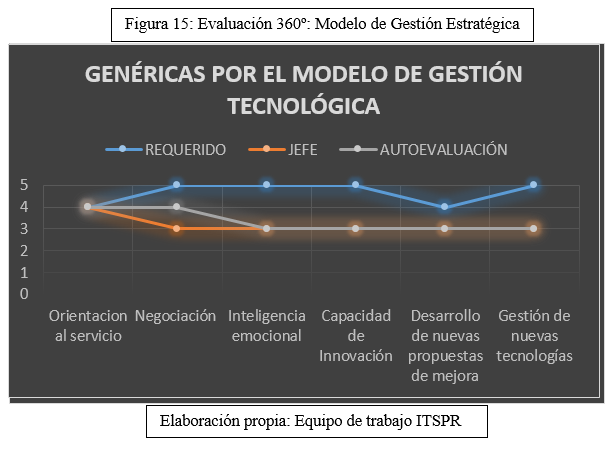 Figura 15: Evaluación 360º: Modelo de Gestión Estratégica
GENÉRICAS POR EL MODELO DE GESTIÓN
TECNOLÓGICA
REQUERIDO JEFE AUTOEVALUACIÓN
5
4
3
2
1
0
Orientacion al servicio
Negociación
Inteligencia emocional
Capacidad de Innovación
Desarrollo de nuevas propuestas de mejora
Gestión de nuevas tecnologías
Elaboración propia: Equipo de trabajo ITSPR